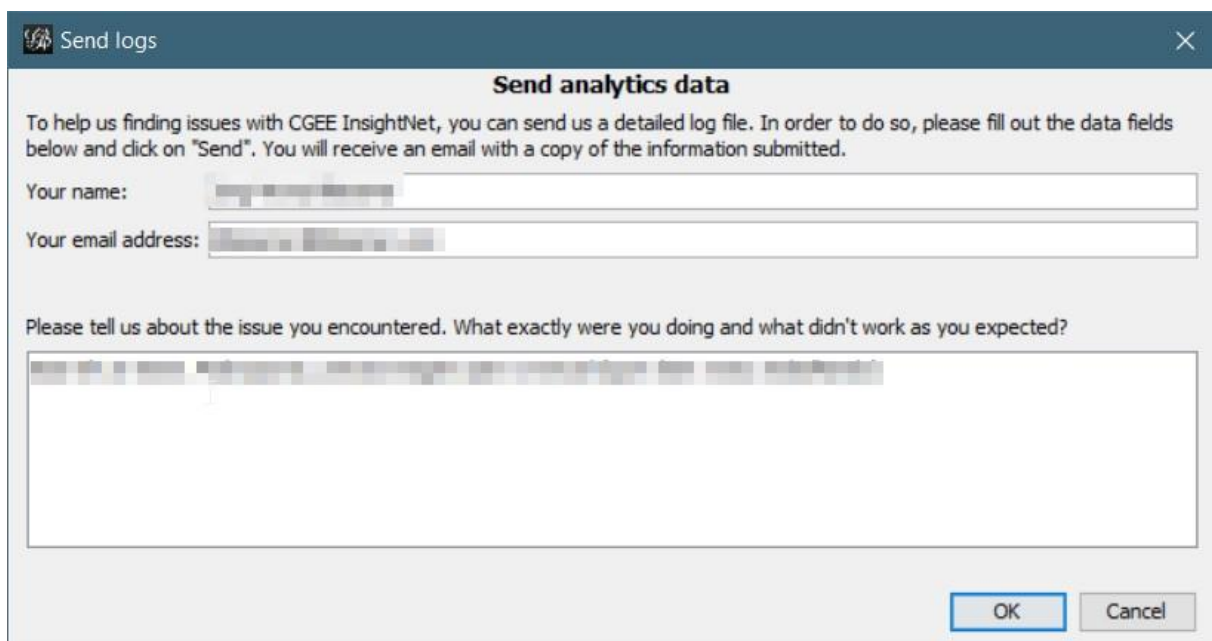 Send logs
Send analytics data
To help us finding issues with CGEE InsightNet, you can send us a detailed log file. In order to do so, please fill out the data fields
below and click on "Send". You will receive an email with a copy of the information submitted.
Your name:
Your email address:
Please tell us about the issue you encountered. What exactly were you doing and what didn't work as you expected?
OK
Cancel